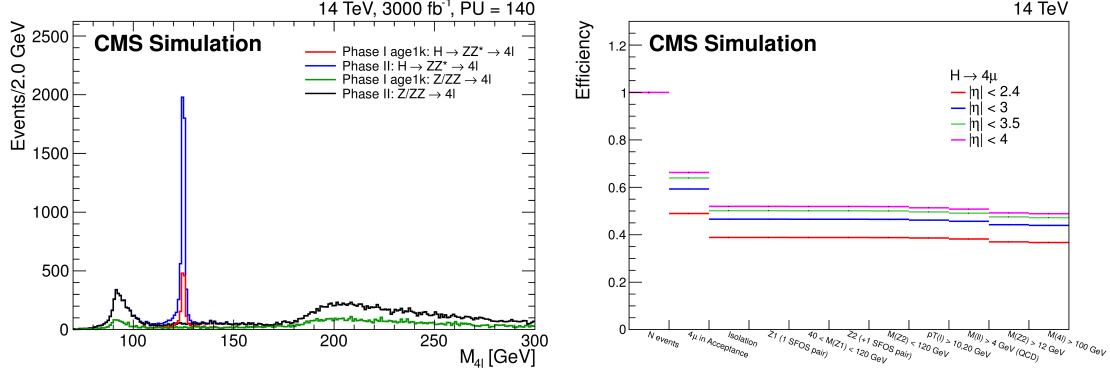 14 TeV, 3000 fb⁻¹, PU = 140
CMS Simulation
Phase I age1k: H → ZZ* → 4l
Phase II: H → ZZ* → 4l
Phase I age1k: Z/ZZ → 4l
Phase II: Z/ZZ → 4l
Events/2.0 GeV
2500
2000
1500
1000
500
0
100 150 200 250 300
M4l [GeV]
14 TeV
CMS Simulation
H → 4μ
|η| < 2.4
|η| < 3
|η| < 3.5
|η| < 4
Efficiency
1.2
1
0.8
0.6
0.4
0.2
0
N events
4μ in Acceptance
Isolation
Z1 (1 SFOS pair)
40 < M(Z1) < 120 GeV
Z2 (+1 SFOS pair)
M(Z2) < 120 GeV
pT(l) > 10,20 GeV
M(ll) > 4 GeV (QCD)
M(Z2) > 12 GeV
M(4l) > 100 GeV